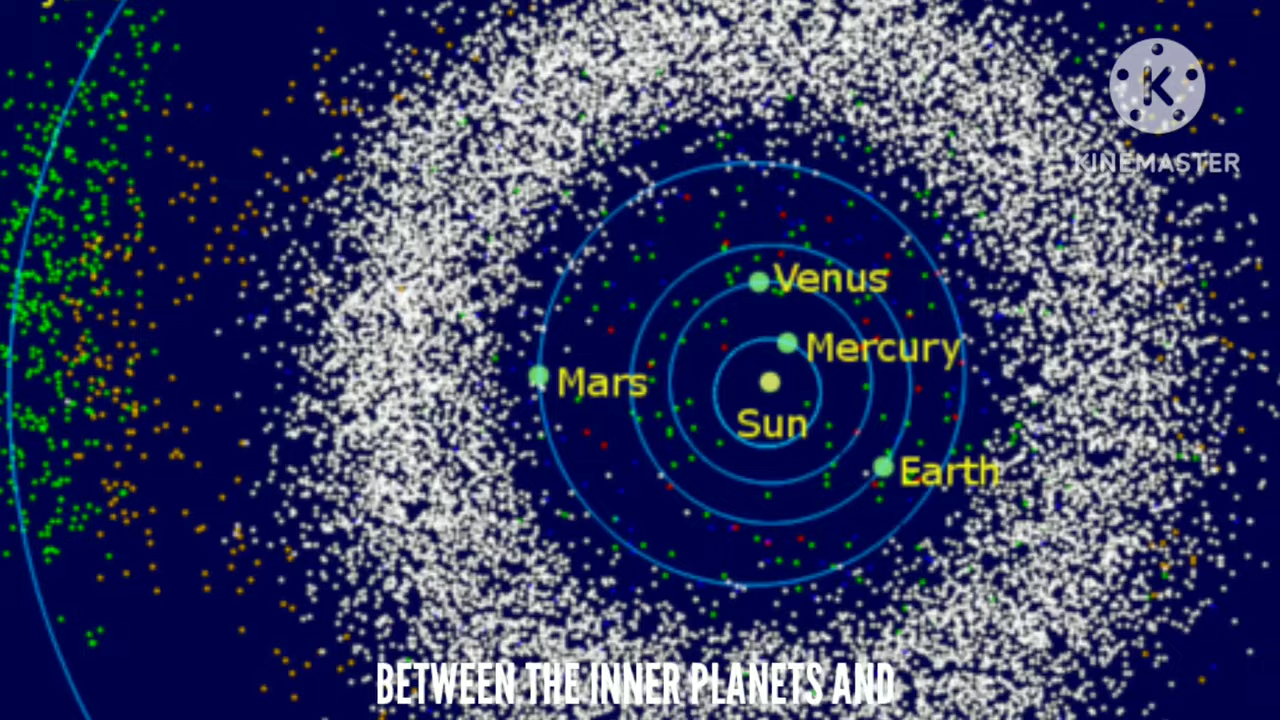 KINEMASTER
Venus
Mercury
Mars
Sun
Earth
BETWEEN THE INNER PLANETS AND